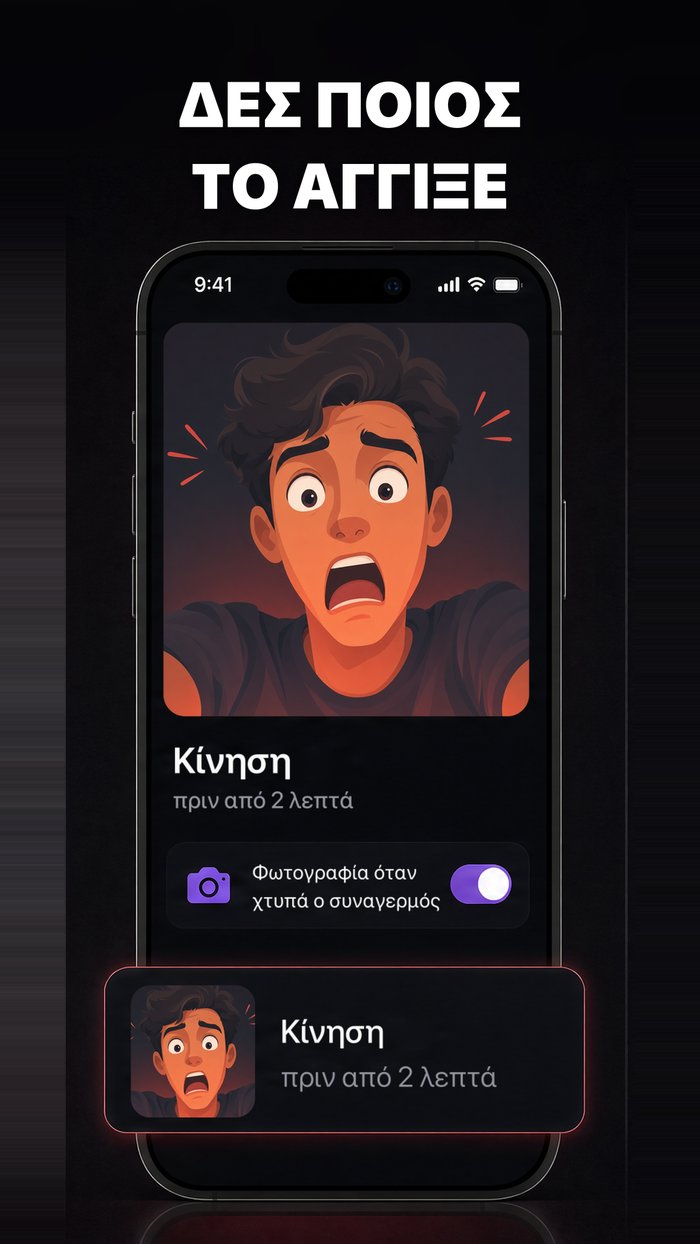 ΔΕΣ ΠΟΙΟΣ
ΤΟ ΑΓΓΙΞΕ
9:41
Κίνηση
πριν από 2 λεπτά
Φωτογραφία όταν
χτυπά ο συναγερμός
Κίνηση
πριν από 2 λεπτά